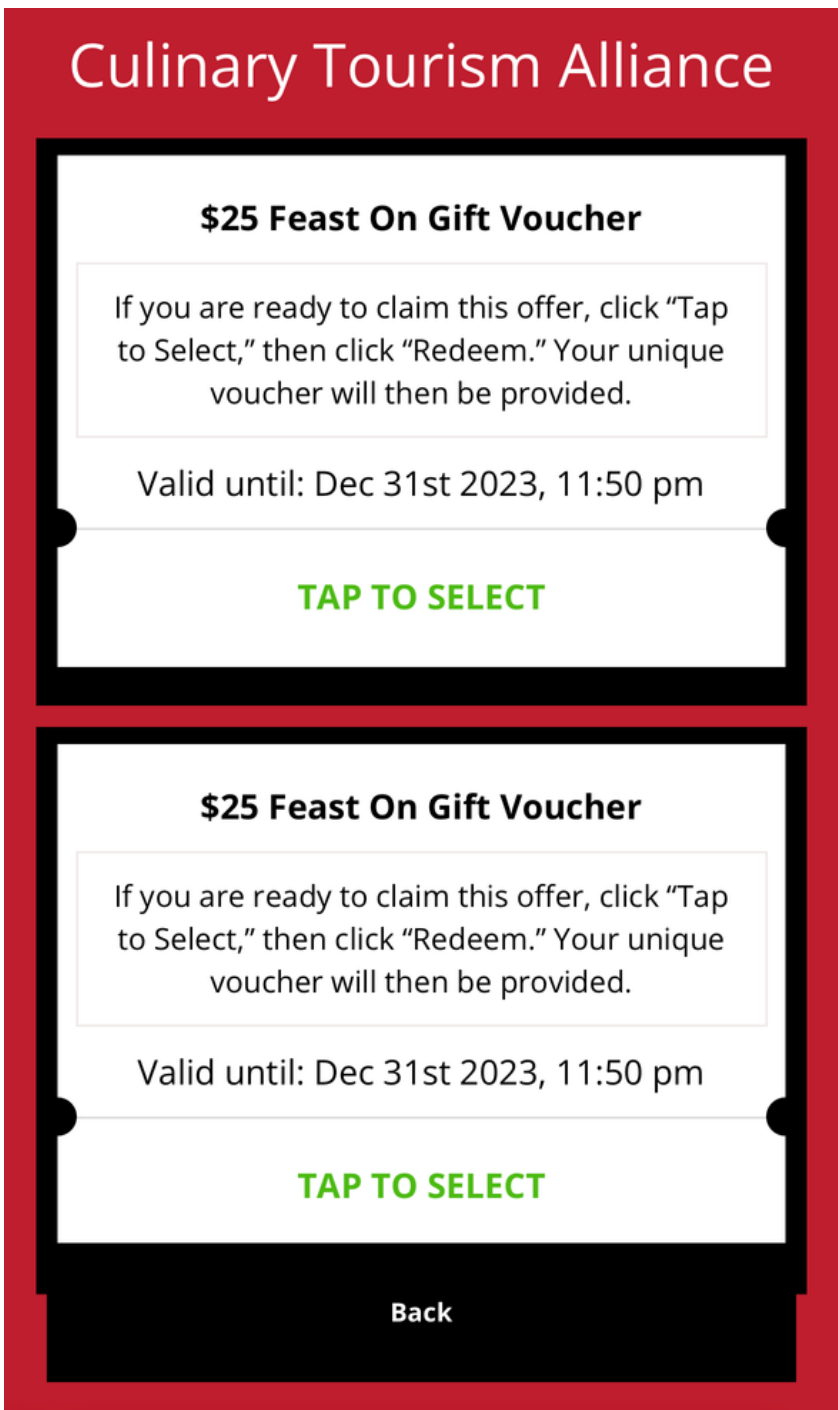 Culinary Tourism Alliance
$25 Feast On Gift Voucher
If you are ready to claim this offer, click “Tap
to Select,” then click “Redeem.” Your unique
voucher will then be provided.
Valid until: Dec 31st 2023, 11:50 pm
TAP TO SELECT
$25 Feast On Gift Voucher
If you are ready to claim this offer, click “Tap
to Select,” then click “Redeem.” Your unique
voucher will then be provided.
Valid until: Dec 31st 2023, 11:50 pm
TAP TO SELECT
Back